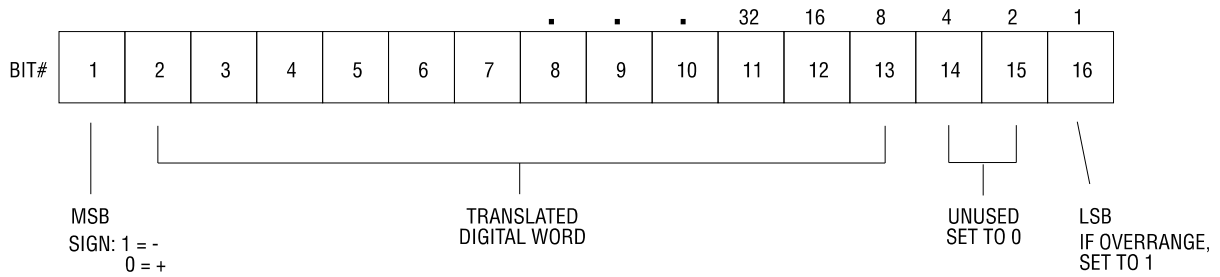 . . . 32 16 8 4 2 1
BIT# 1 2 3 4 5 6 7 8 9 10 11 12 13 14 15 16
MSB
SIGN: 1 = -
0 = +
TRANSLATED
DIGITAL WORD
UNUSED
SET TO 0
LSB
IF OVERRANGE,
SET TO 1